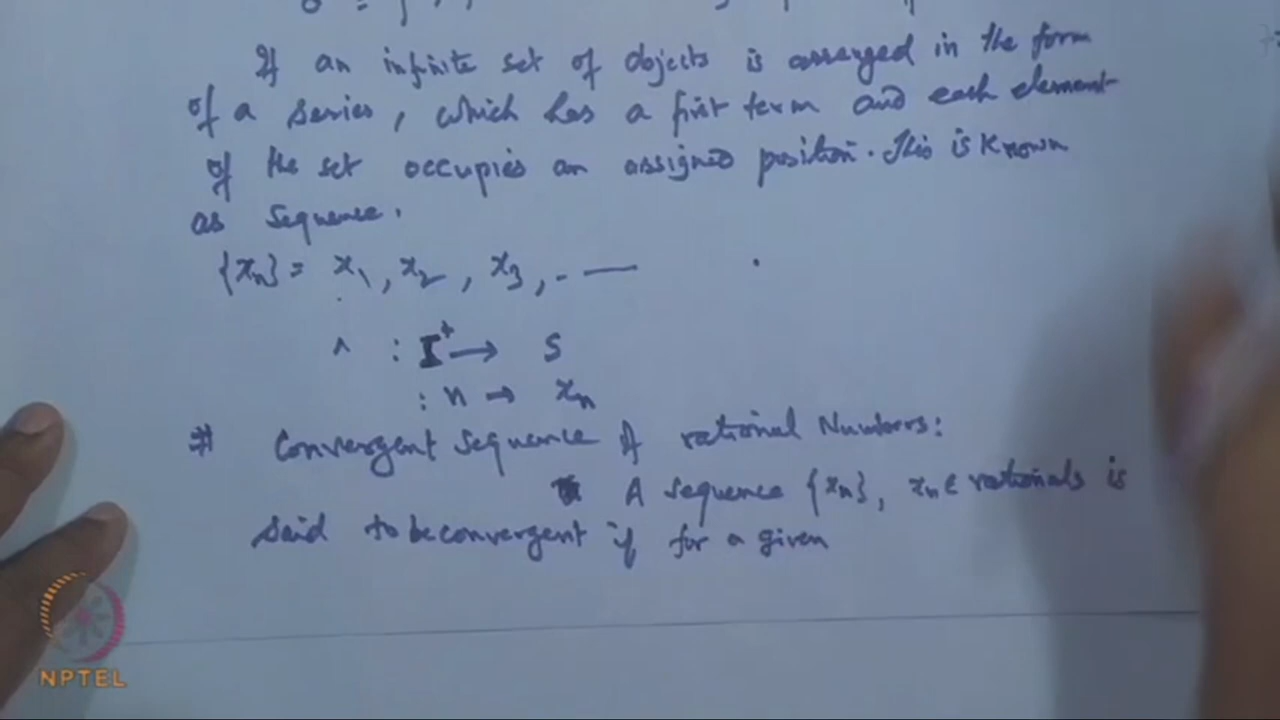 If an infinite set of objects is arranged in the form
of a series, which has a first term and each element
of the set occupies an assigned position. This is known
as sequence.
{xn} = x1, x2, x3, . —
: I+ → S
: n → xn
# Convergent sequence of rational Numbers:
A sequence {xn}, xn ∈ rationals is
said to be convergent if for a given
NPTEL